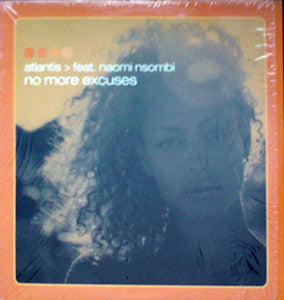 atlantis > feat. naomi nsombi
no more excuses